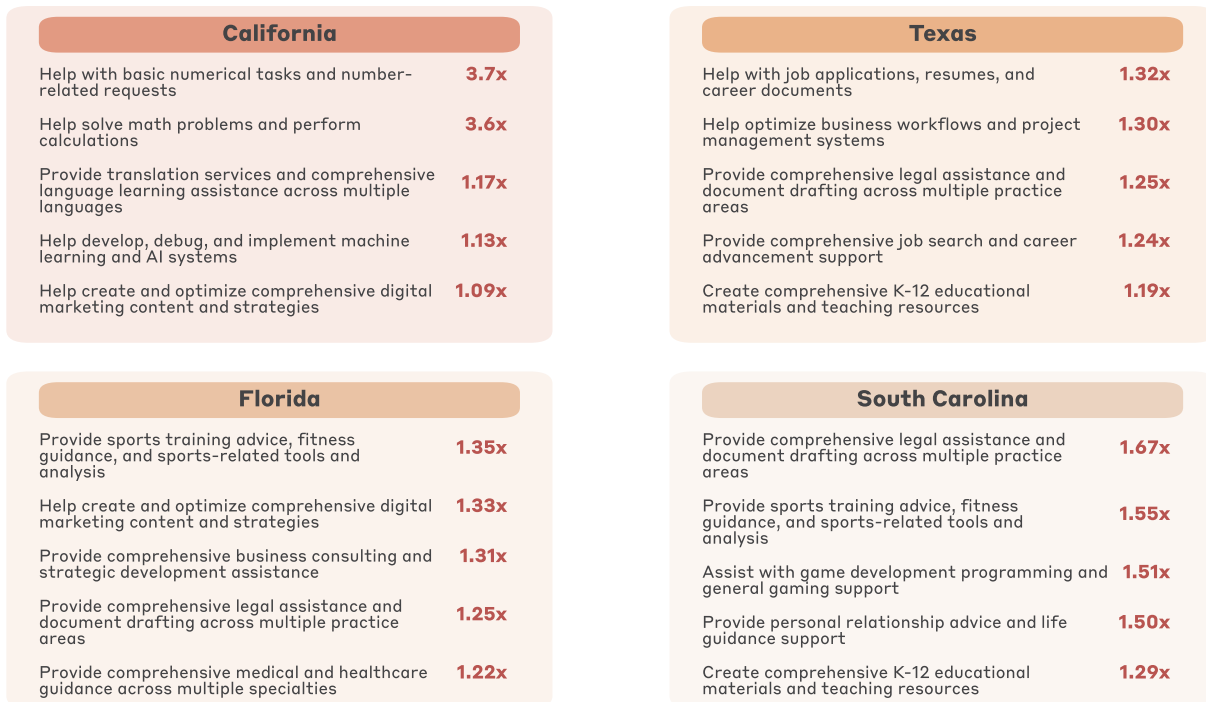 California
Help with basic numerical tasks and number-
related requests
3.7x
Help solve math problems and perform
calculations
3.6x
Provide translation services and comprehensive
language learning assistance across multiple
languages
1.17x
Help develop, debug, and implement machine
learning and AI systems
1.13x
Help create and optimize comprehensive digital
marketing content and strategies
1.09x
Texas
Help with job applications, resumes, and
career documents
1.32x
Help optimize business workflows and project
management systems
1.30x
Provide comprehensive legal assistance and
document drafting across multiple practice
areas
1.25x
Provide comprehensive job search and career
advancement support
1.24x
Create comprehensive K-12 educational
materials and teaching resources
1.19x
Florida
Provide sports training advice, fitness
guidance, and sports-related tools and
analysis
1.35x
Help create and optimize comprehensive digital
marketing content and strategies
1.33x
Provide comprehensive business consulting and
strategic development assistance
1.31x
Provide comprehensive legal assistance and
document drafting across multiple practice
areas
1.25x
Provide comprehensive medical and healthcare
guidance across multiple specialties
1.22x
South Carolina
Provide comprehensive legal assistance and
document drafting across multiple practice
areas
1.67x
Provide sports training advice, fitness
guidance, and sports-related tools and
analysis
1.55x
Assist with game development programming and
general gaming support
1.51x
Provide personal relationship advice and life
guidance support
1.50x
Create comprehensive K-12 educational
materials and teaching resources
1.29x